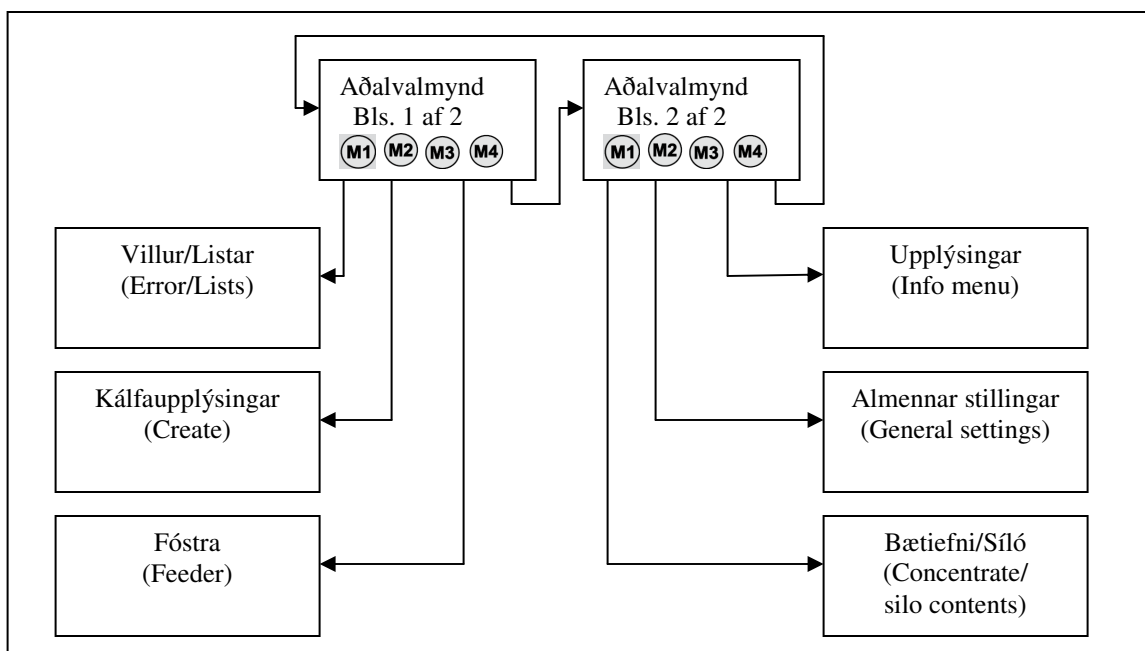 Aðalvalmynd
Bls. 1 af 2
M1 M2 M3 M4
Aðalvalmynd
Bls. 2 af 2
M1 M2 M3 M4
Villur/Listar
(Error/Lists)
Upplýsingar
(Info menu)
Kálfaupplýsingar
(Create)
Almennar stillingar
(General settings)
Fóstra
(Feeder)
Bætiefni/Síló
(Concentrate/
silo contents)